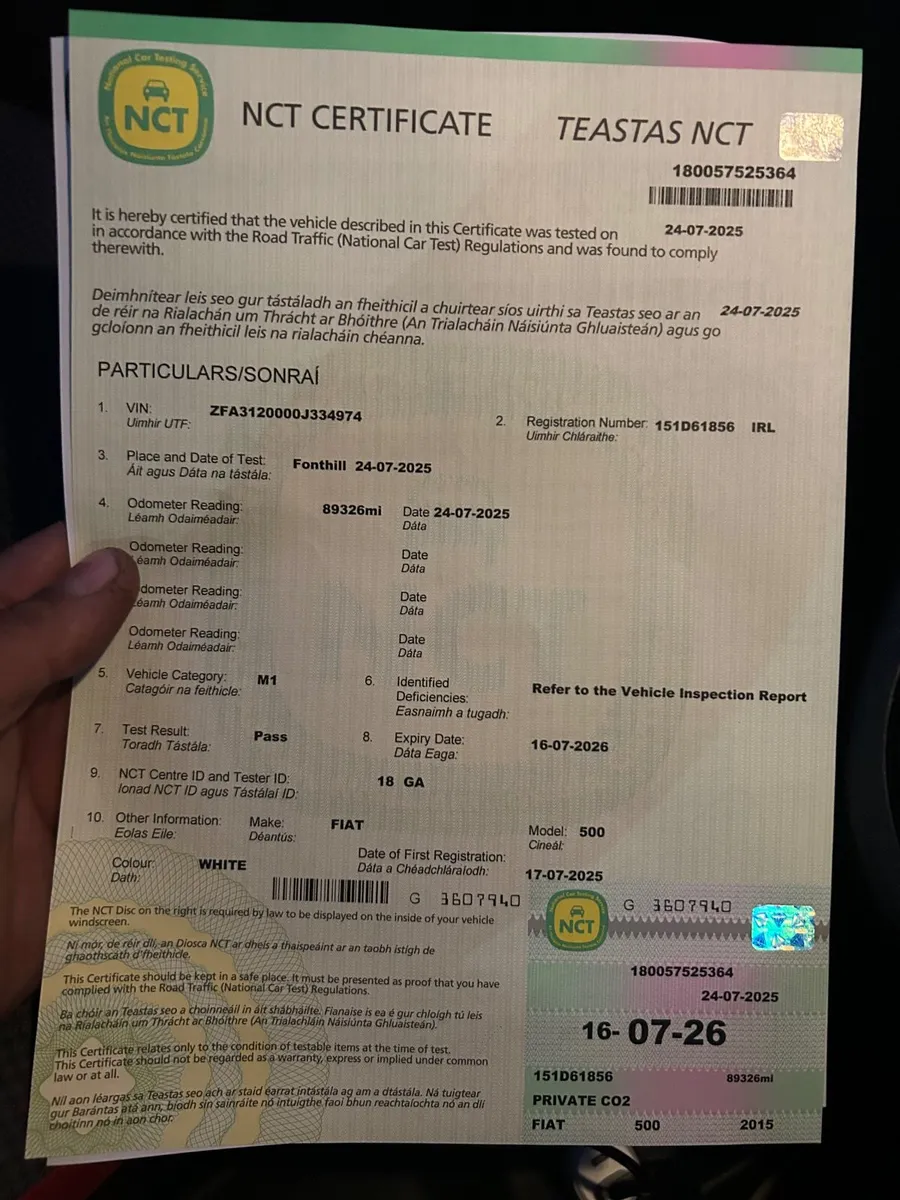 National Car Testing Service
NCT
An tSeirbhís Náisiúnta Tástála Carranna
NCT CERTIFICATE
TEASTAS NCT
180057525364
It is hereby certified that the vehicle described in this Certificate was tested on 24-07-2025
in accordance with the Road Traffic (National Car Test) Regulations and was found to comply
therewith.
Deimhnítear leis seo gur tástáladh an fheithicil a chuirtear síos uirthi sa Teastas seo ar an 24-07-2025
de réir na Rialachán um Thrácht ar Bhóithre (An Trialacháin Náisiúnta Ghluaisteán) agus go
gcloíonn an fheithicil leis na rialacháin chéanna.
PARTICULARS/SONRAÍ
1. VIN: ZFA3120000J334974
Uimhir UTF:
2. Registration Number: 151D61856 IRL
Uimhir Chláraithe:
3. Place and Date of Test: Fonthill 24-07-2025
Áit agus Dáta na tástála:
4. Odometer Reading: 89326mi Date 24-07-2025
Léamh Odaiméadair: Dáta
Odometer Reading: Date
Léamh Odaiméadair: Dáta
Odometer Reading: Date
Léamh Odaiméadair: Dáta
Odometer Reading: Date
Léamh Odaiméadair: Dáta
5. Vehicle Category: M1
Catagóir na feithicle:
6. Identified
Deficiencies: Refer to the Vehicle Inspection Report
Easnaimh a tugadh:
7. Test Result: Pass
Toradh Tástála:
8. Expiry Date: 16-07-2026
Dáta Eaga:
9. NCT Centre ID and Tester ID: 18 GA
Ionad NCT ID agus Tástálaí ID:
10. Other Information: Make: FIAT
Eolas Eile: Déantús:
Model: 500
Cineál:
Colour: WHITE
Dath:
Date of First Registration: 17-07-2025
Dáta a Chéadchláraíodh:
G 3607940
The NCT Disc on the right is required by law to be displayed on the inside of your vehicle
windscreen.
Ní mór, de réir dlí, an Diosca NCT ar dheis a thaispeáint ar an taobh istigh de
ghaothscáth d'fheithicle.
This Certificate should be kept in a safe place. It must be presented as proof that you have
complied with the Road Traffic (National Car Test) Regulations.
Ba chóir an Teastas seo a choinneáil in áit shábháilte. Fianaise is ea é gur chloígh tú leis
na Rialacháin um Thrácht ar Bhóithre (An Trialacháin Náisiúnta Ghluaisteán).
This Certificate relates only to the condition of testable items at the time of test.
This Certificate should not be regarded as a warranty, express or implied under common
law or at all.
Níl aon léargas sa Teastas seo ach ar staid earraí intástála ag am a dtástála. Ná tuigtear
gur Barántas atá ann, bíodh sin sainráite nó intuigthe faoi bhun reachtaíochta nó an dlí
choitinn nó in aon chor.
NCT
G 3607940
180057525364
24-07-2025
16- 07-26
151D61856 89326mi
PRIVATE CO2
FIAT 500 2015